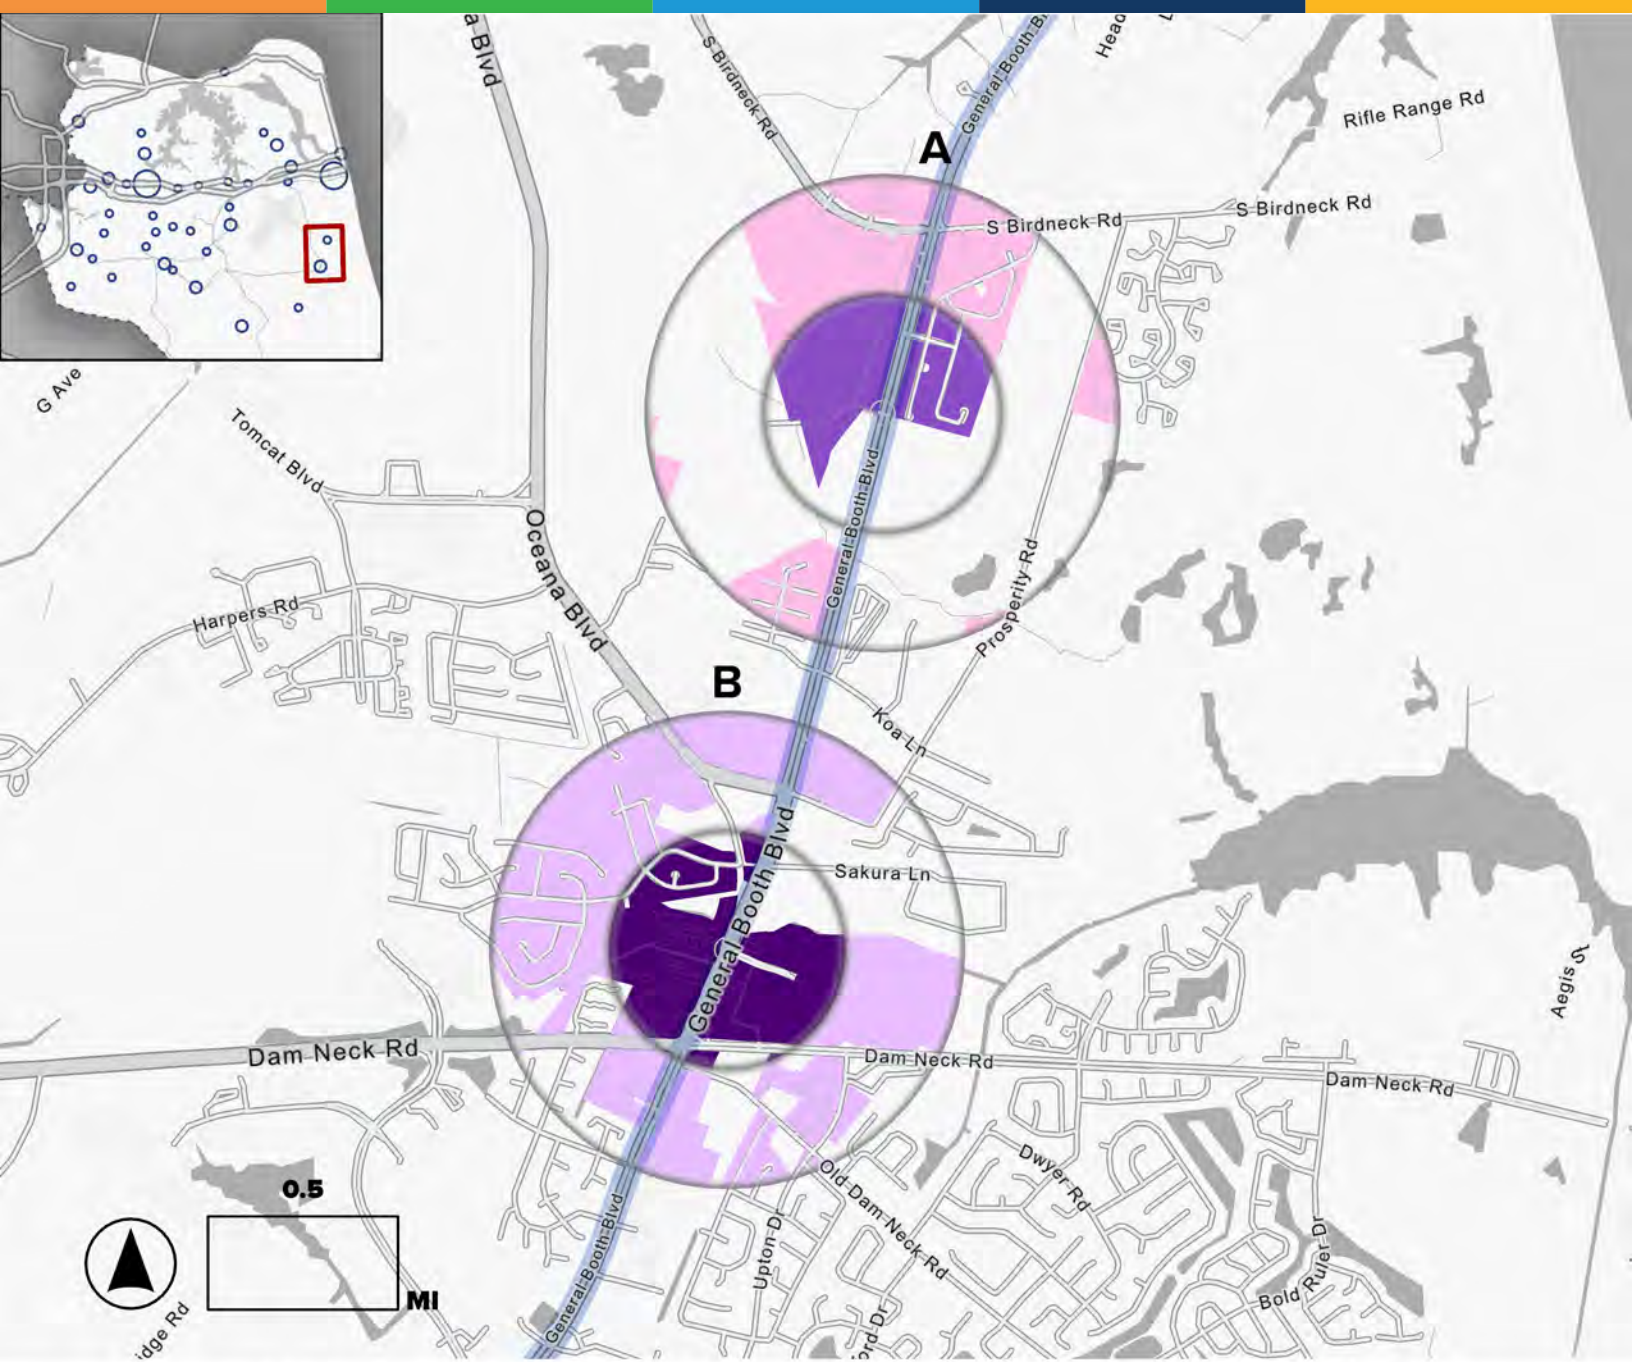 a Blvd
S Birdneck Rd
General Booth B
Head
Rifle Range Rd
A
S Birdneck Rd
S Birdneck Rd
G Ave
Tomcat Blvd
General Booth Blvd
Oceana Blvd
Prosperity Rd
Harpers Rd
B
Koa Ln
General Booth Blvd
Sakura Ln
Aegis St
Dam Neck Rd
Dam Neck Rd
Dam Neck Rd
Dwyer Rd
0.5
Old Dam Neck Rd
General Booth Blvd
Upton Dr
Bold Ruler Dr
MI
idge Rd
ord Dr